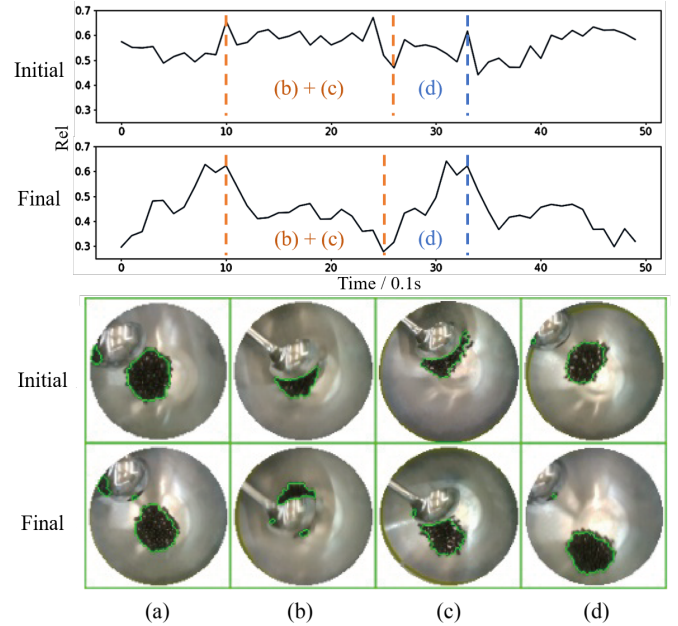 0.7
0.6
0.5
0.4
0.3
Initial
(b) + (c)
(d)
0 10 20 30 40 50
Rel
0.7
0.6
0.5
0.4
0.3
Final
(b) + (c)
(d)
0 10 20 30 40 50
Time / 0.1s
Initial
Final
(a) (b) (c) (d)